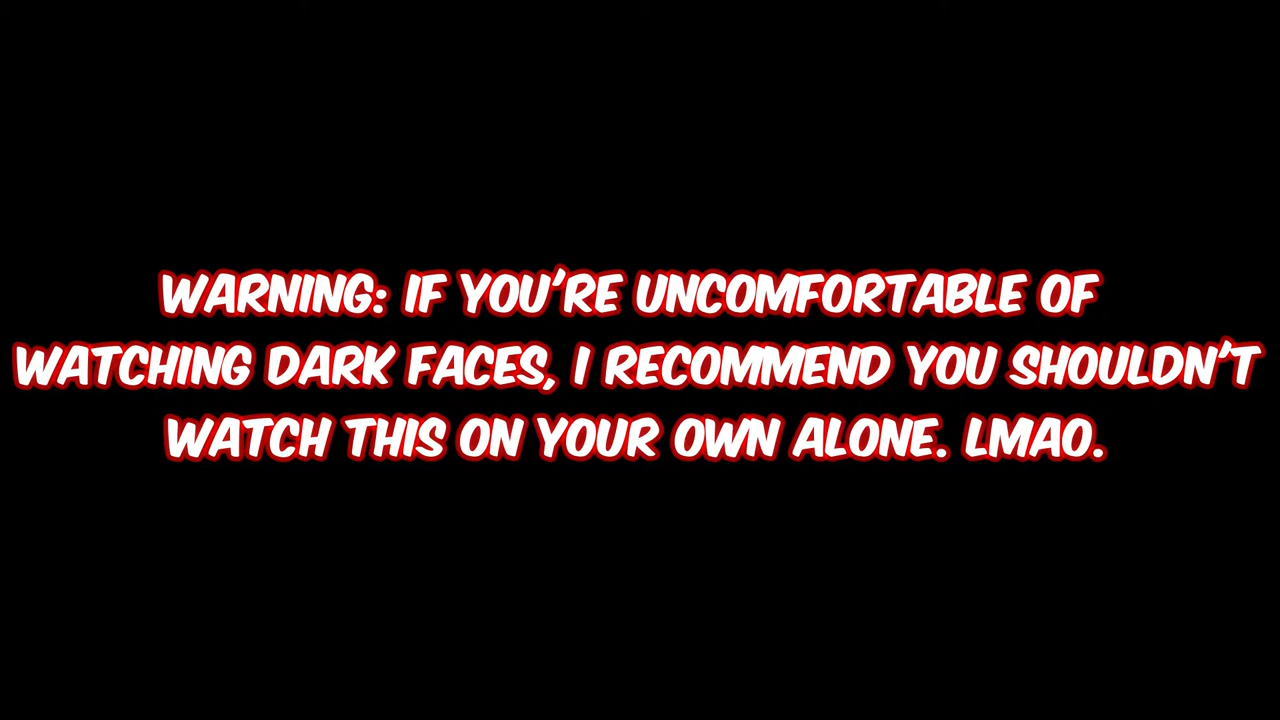 WARNING: IF YOU'RE UNCOMFORTABLE OF
WATCHING DARK FACES, I RECOMMEND YOU SHOULDN'T
WATCH THIS ON YOUR OWN ALONE. LMAO.